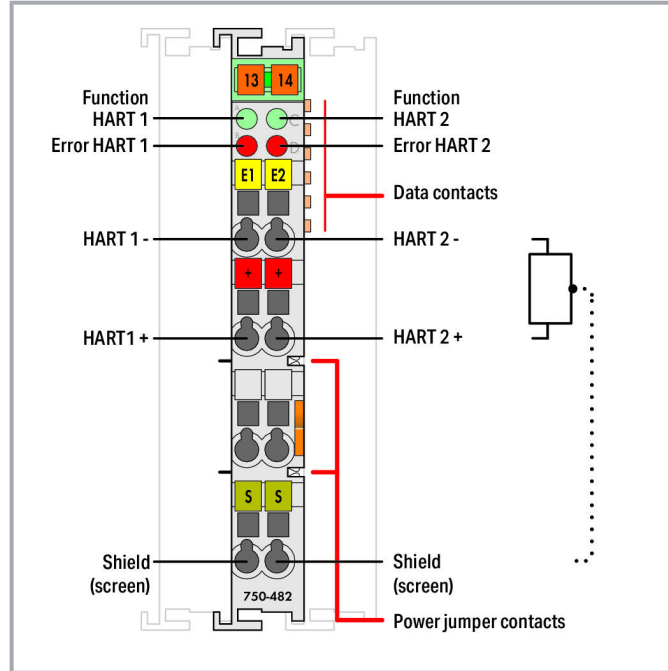 13 14
Function
HART 1
Function
HART 2
A C
Error HART 1
Error HART 2
B D
E1 E2
Data contacts
HART 1 -
HART 2 -
+ +
HART1 +
HART 2 +
S S
Shield
(screen)
Shield
(screen)
750-482
Power jumper contacts